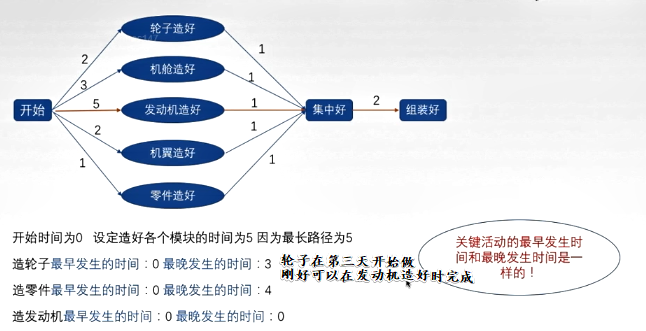 轮子造好
2
1
机舱造好
3
1
开始
5
发动机造好
1
集中好
2
组装好
2
机翼造好
1
1
零件造好
1
开始时间为0 设定造好各个模块的时间为5 因为最长路径为5
造轮子最早发生的时间：0 最晚发生的时间：3
轮子在第三天开始做
刚好可以在发动机造好时完成
造零件最早发生的时间：0 最晚发生的时间：4
造发动机最早发生的时间：0 最晚发生的时间：0
关键活动的最早发生时
间和最晚发生时间是一
样的！